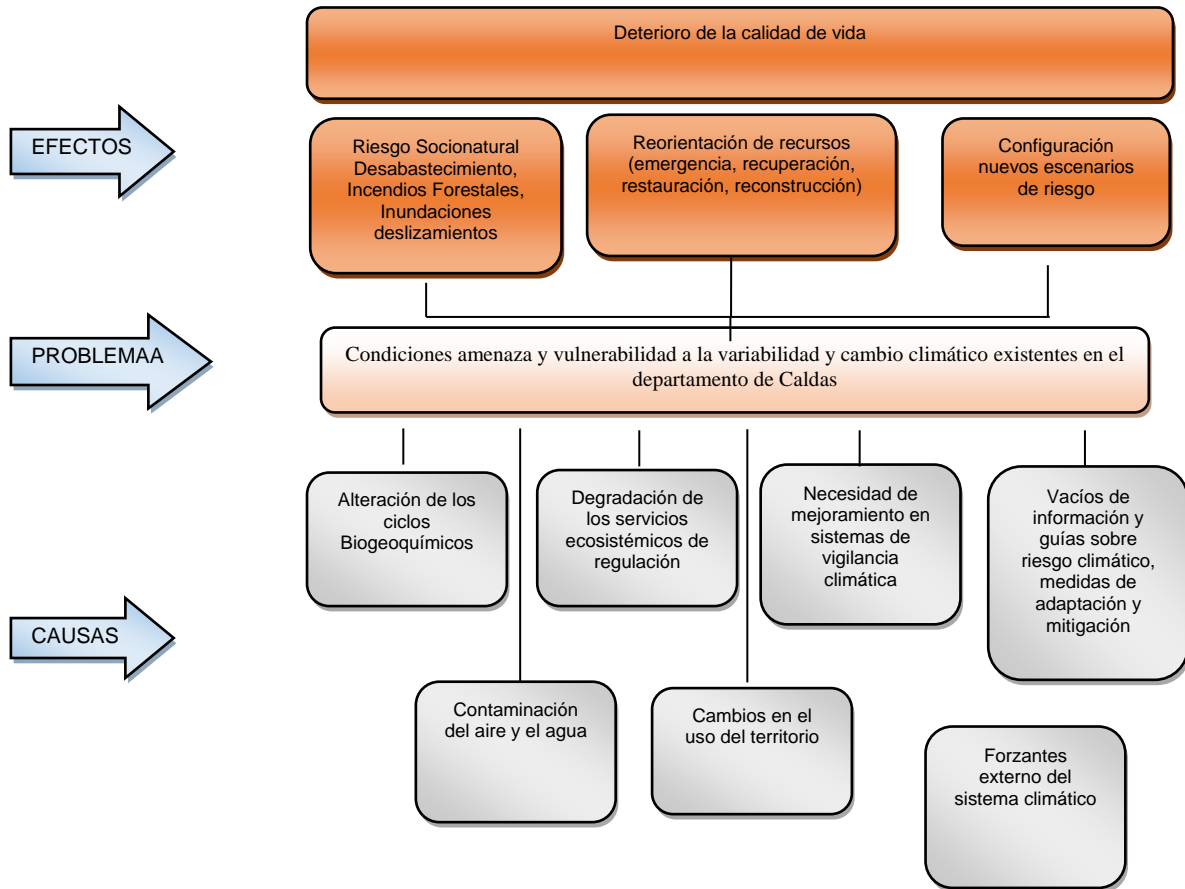 Deterioro de la calidad de vida
EFECTOS
Riesgo Socionatural
Desabastecimiento,
Incendios Forestales,
Inundaciones
deslizamientos
Reorientación de recursos
(emergencia, recuperación,
restauración, reconstrucción)
Configuración
nuevos escenarios
de riesgo
PROBLEMAA
Condiciones amenaza y vulnerabilidad a la variabilidad y cambio climático existentes en el
departamento de Caldas
Alteración de los
ciclos
Biogeoquímicos
Degradación de
los servicios
ecosistémicos de
regulación
Necesidad de
mejoramiento en
sistemas de
vigilancia
climática
Vacíos de
información y
guías sobre
riesgo climático,
medidas de
adaptación y
mitigación
CAUSAS
Contaminación
del aire y el agua
Cambios en el
uso del territorio
Forzantes
externo del
sistema climático